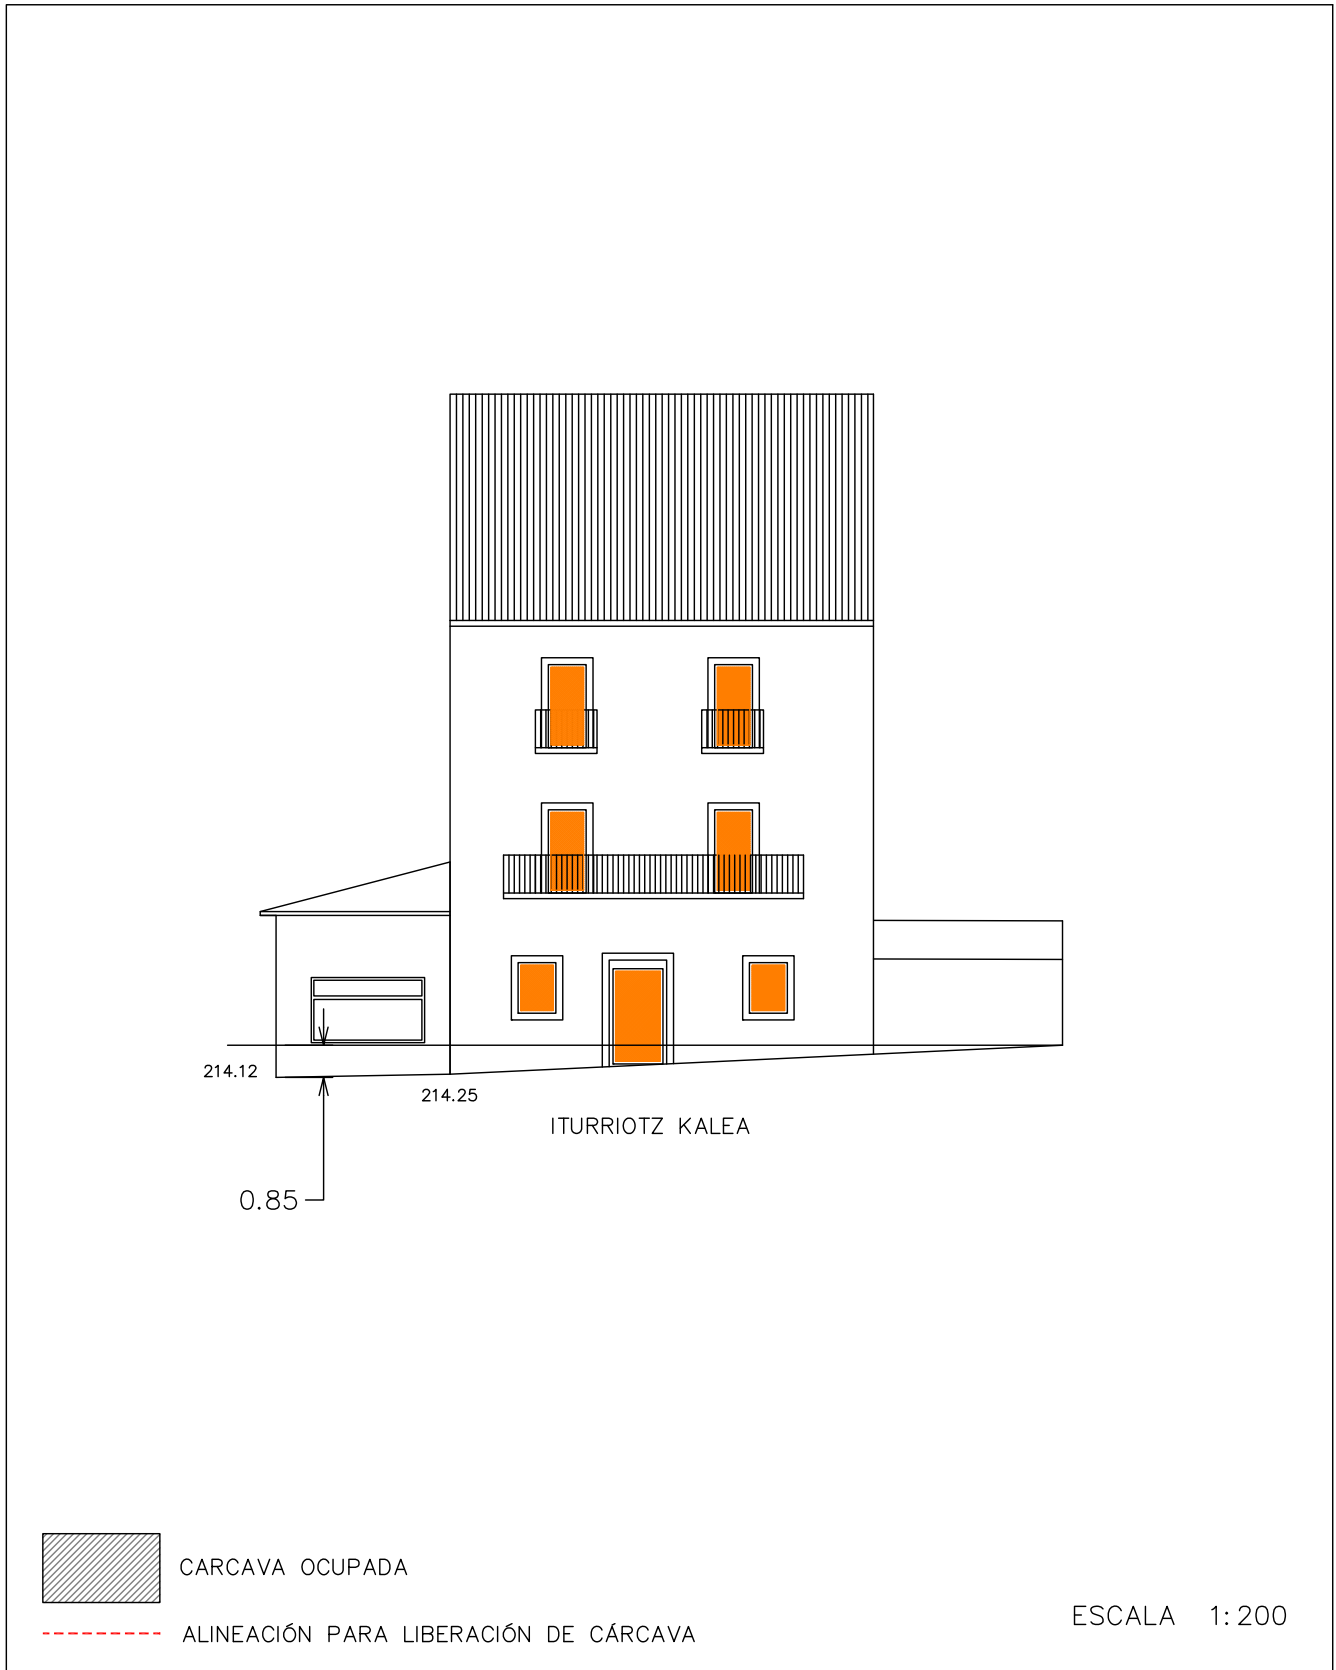 214.12
214.25
ITURRIOTZ KALEA
0.85
CARCAVA OCUPADA
ALINEACIÓN PARA LIBERACIÓN DE CÁRCAVA
ESCALA 1:200